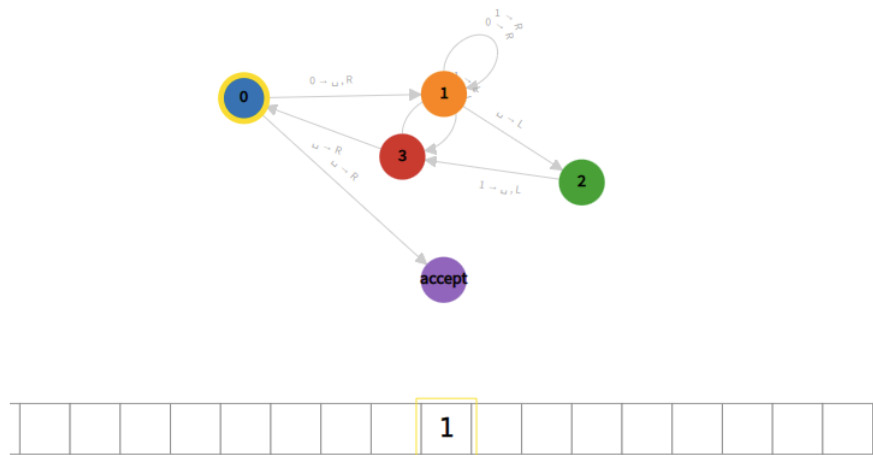 1 → R
0 → R
0 → ␣, R
0
1
␣ → L
3
␣ → R
␣ → R
2
1 → ␣, L
accept
1